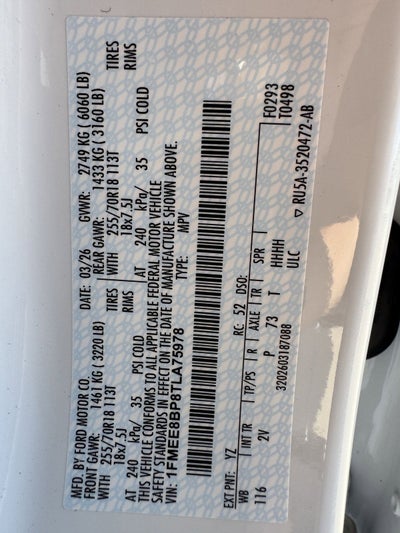 MFD. BY FORD MOTOR CO.
DATE: 03/26 GVWR: 2749 KG ( 6060 LB)
FRONT GAWR: 1461 KG ( 3220 LB) REAR GAWR: 1433 KG ( 3160 LB)
WITH 255/70R18 113T TIRES WITH 255/70R18 113T TIRES
18x7.5J RIMS 18x7.5J RIMS
AT 240 kPa/ 35 PSI COLD AT 240 kPa/ 35 PSI COLD
THIS VEHICLE CONFORMS TO ALL APPLICABLE FEDERAL MOTOR VEHICLE
SAFETY STANDARDS IN EFFECT ON THE DATE OF MANUFACTURE SHOWN ABOVE.
VIN: 1FMEE8BP8TLA75978 TYPE: MPV
F0293
T0498
EXT PNT: YZ RC: 52 DSO:
WB INT TR TP/PS R AXLE TR SPR
116 2V P 73 T HHHH
ULC
3202603187088
▽ RU5A-3520472-AB